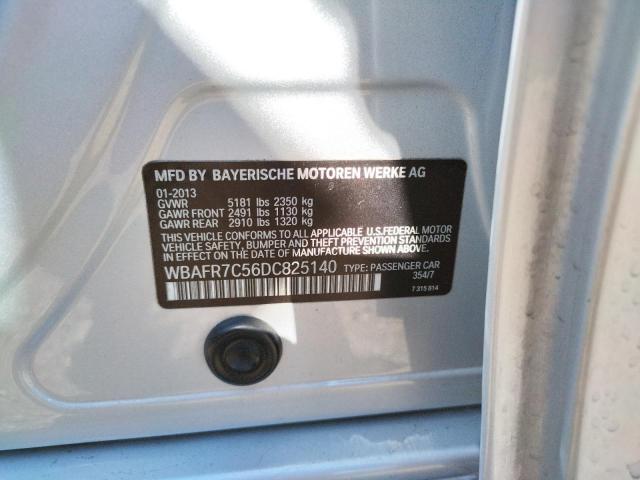 MFD BY BAYERISCHE MOTOREN WERKE AG
01-2013
GVWR 5181 lbs 2350 kg
GAWR FRONT 2491 lbs 1130 kg
GAWR REAR 2910 lbs 1320 kg
THIS VEHICLE CONFORMS TO ALL APPLICABLE U.S.FEDERAL MOTOR
VEHICLE SAFETY, BUMPER, AND THEFT PREVENTION STANDARDS
IN EFFECT ON THE DATE OF MANUFACTURE SHOWN ABOVE.
WBAFR7C56DC825140 TYPE: PASSENGER CAR
354/7
7 315 814